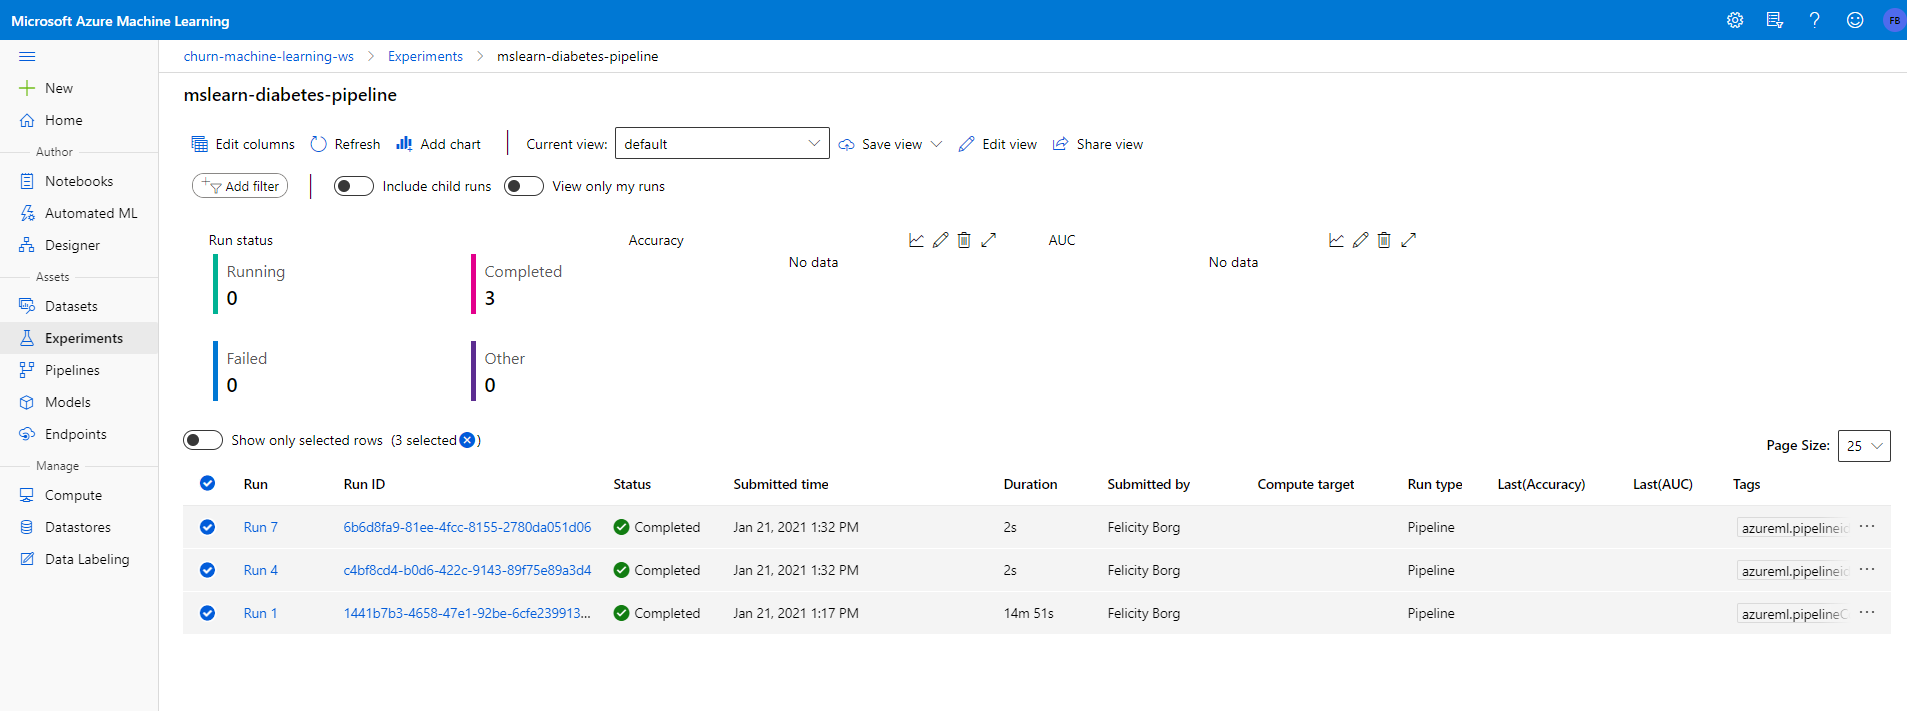 Microsoft Azure Machine Learning
FB
churn-machine-learning-ws > Experiments > mslearn-diabetes-pipeline
New
Home
Author
Notebooks
Automated ML
Designer
Assets
Datasets
Experiments
Pipelines
Models
Endpoints
Manage
Compute
Datastores
Data Labeling
mslearn-diabetes-pipeline
Edit columns Refresh Add chart Current view: default Save view Edit view Share view
Add filter Include child runs View only my runs
Run status
Running
0
Completed
3
Failed
0
Other
0
Accuracy
No data
AUC
No data
Show only selected rows (3 selected )
Page Size: 25
Run Run ID Status Submitted time Duration Submitted by Compute target Run type Last(Accuracy) Last(AUC) Tags
Run 7 6b6d8fa9-81ee-4fcc-8155-2780da051d06 Completed Jan 21, 2021 1:32 PM 2s Felicity Borg Pipeline azureml.pipelineid ···
Run 4 c4bf8cd4-b0d6-422c-9143-89f75e89a3d4 Completed Jan 21, 2021 1:32 PM 2s Felicity Borg Pipeline azureml.pipelineid ···
Run 1 1441b7b3-4658-47e1-92be-6cfe239913... Completed Jan 21, 2021 1:17 PM 14m 51s Felicity Borg Pipeline azureml.pipelineC ···